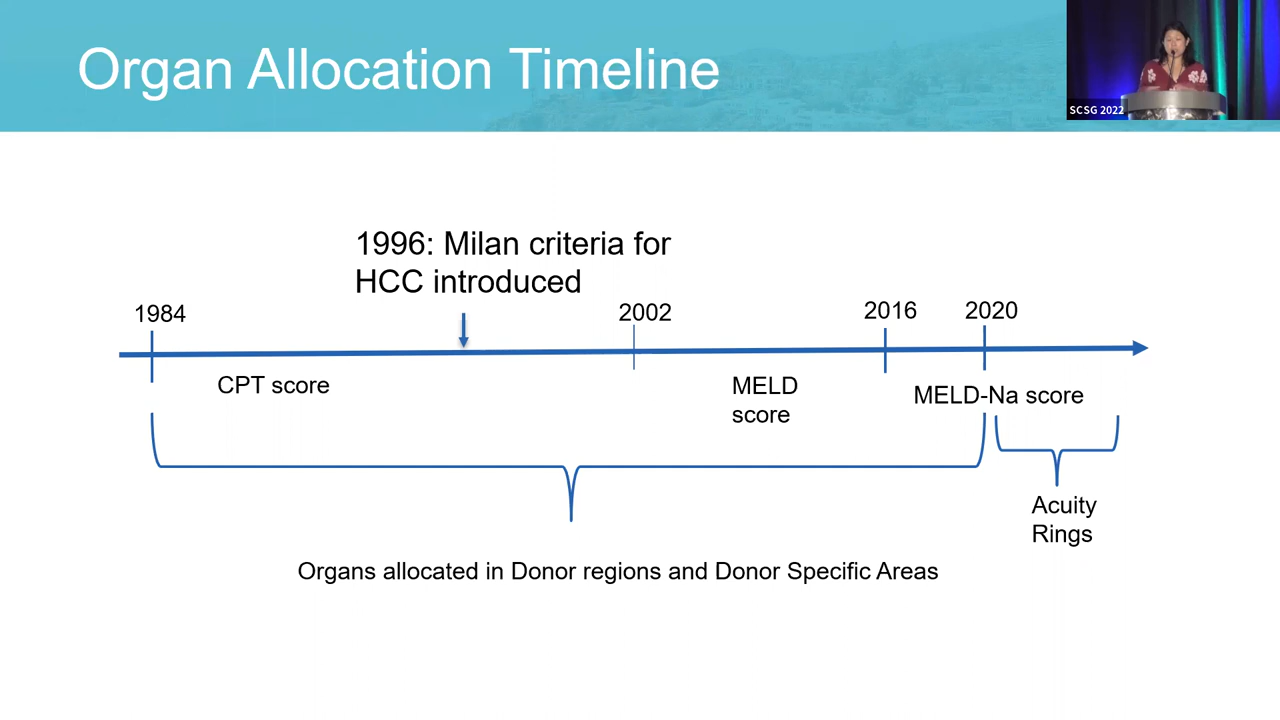 Organ Allocation Timeline
SCSG 2022
1996: Milan criteria for
HCC introduced
1984
2002
2016
2020
CPT score
MELD
score
MELD-Na score
Acuity
Rings
Organs allocated in Donor regions and Donor Specific Areas